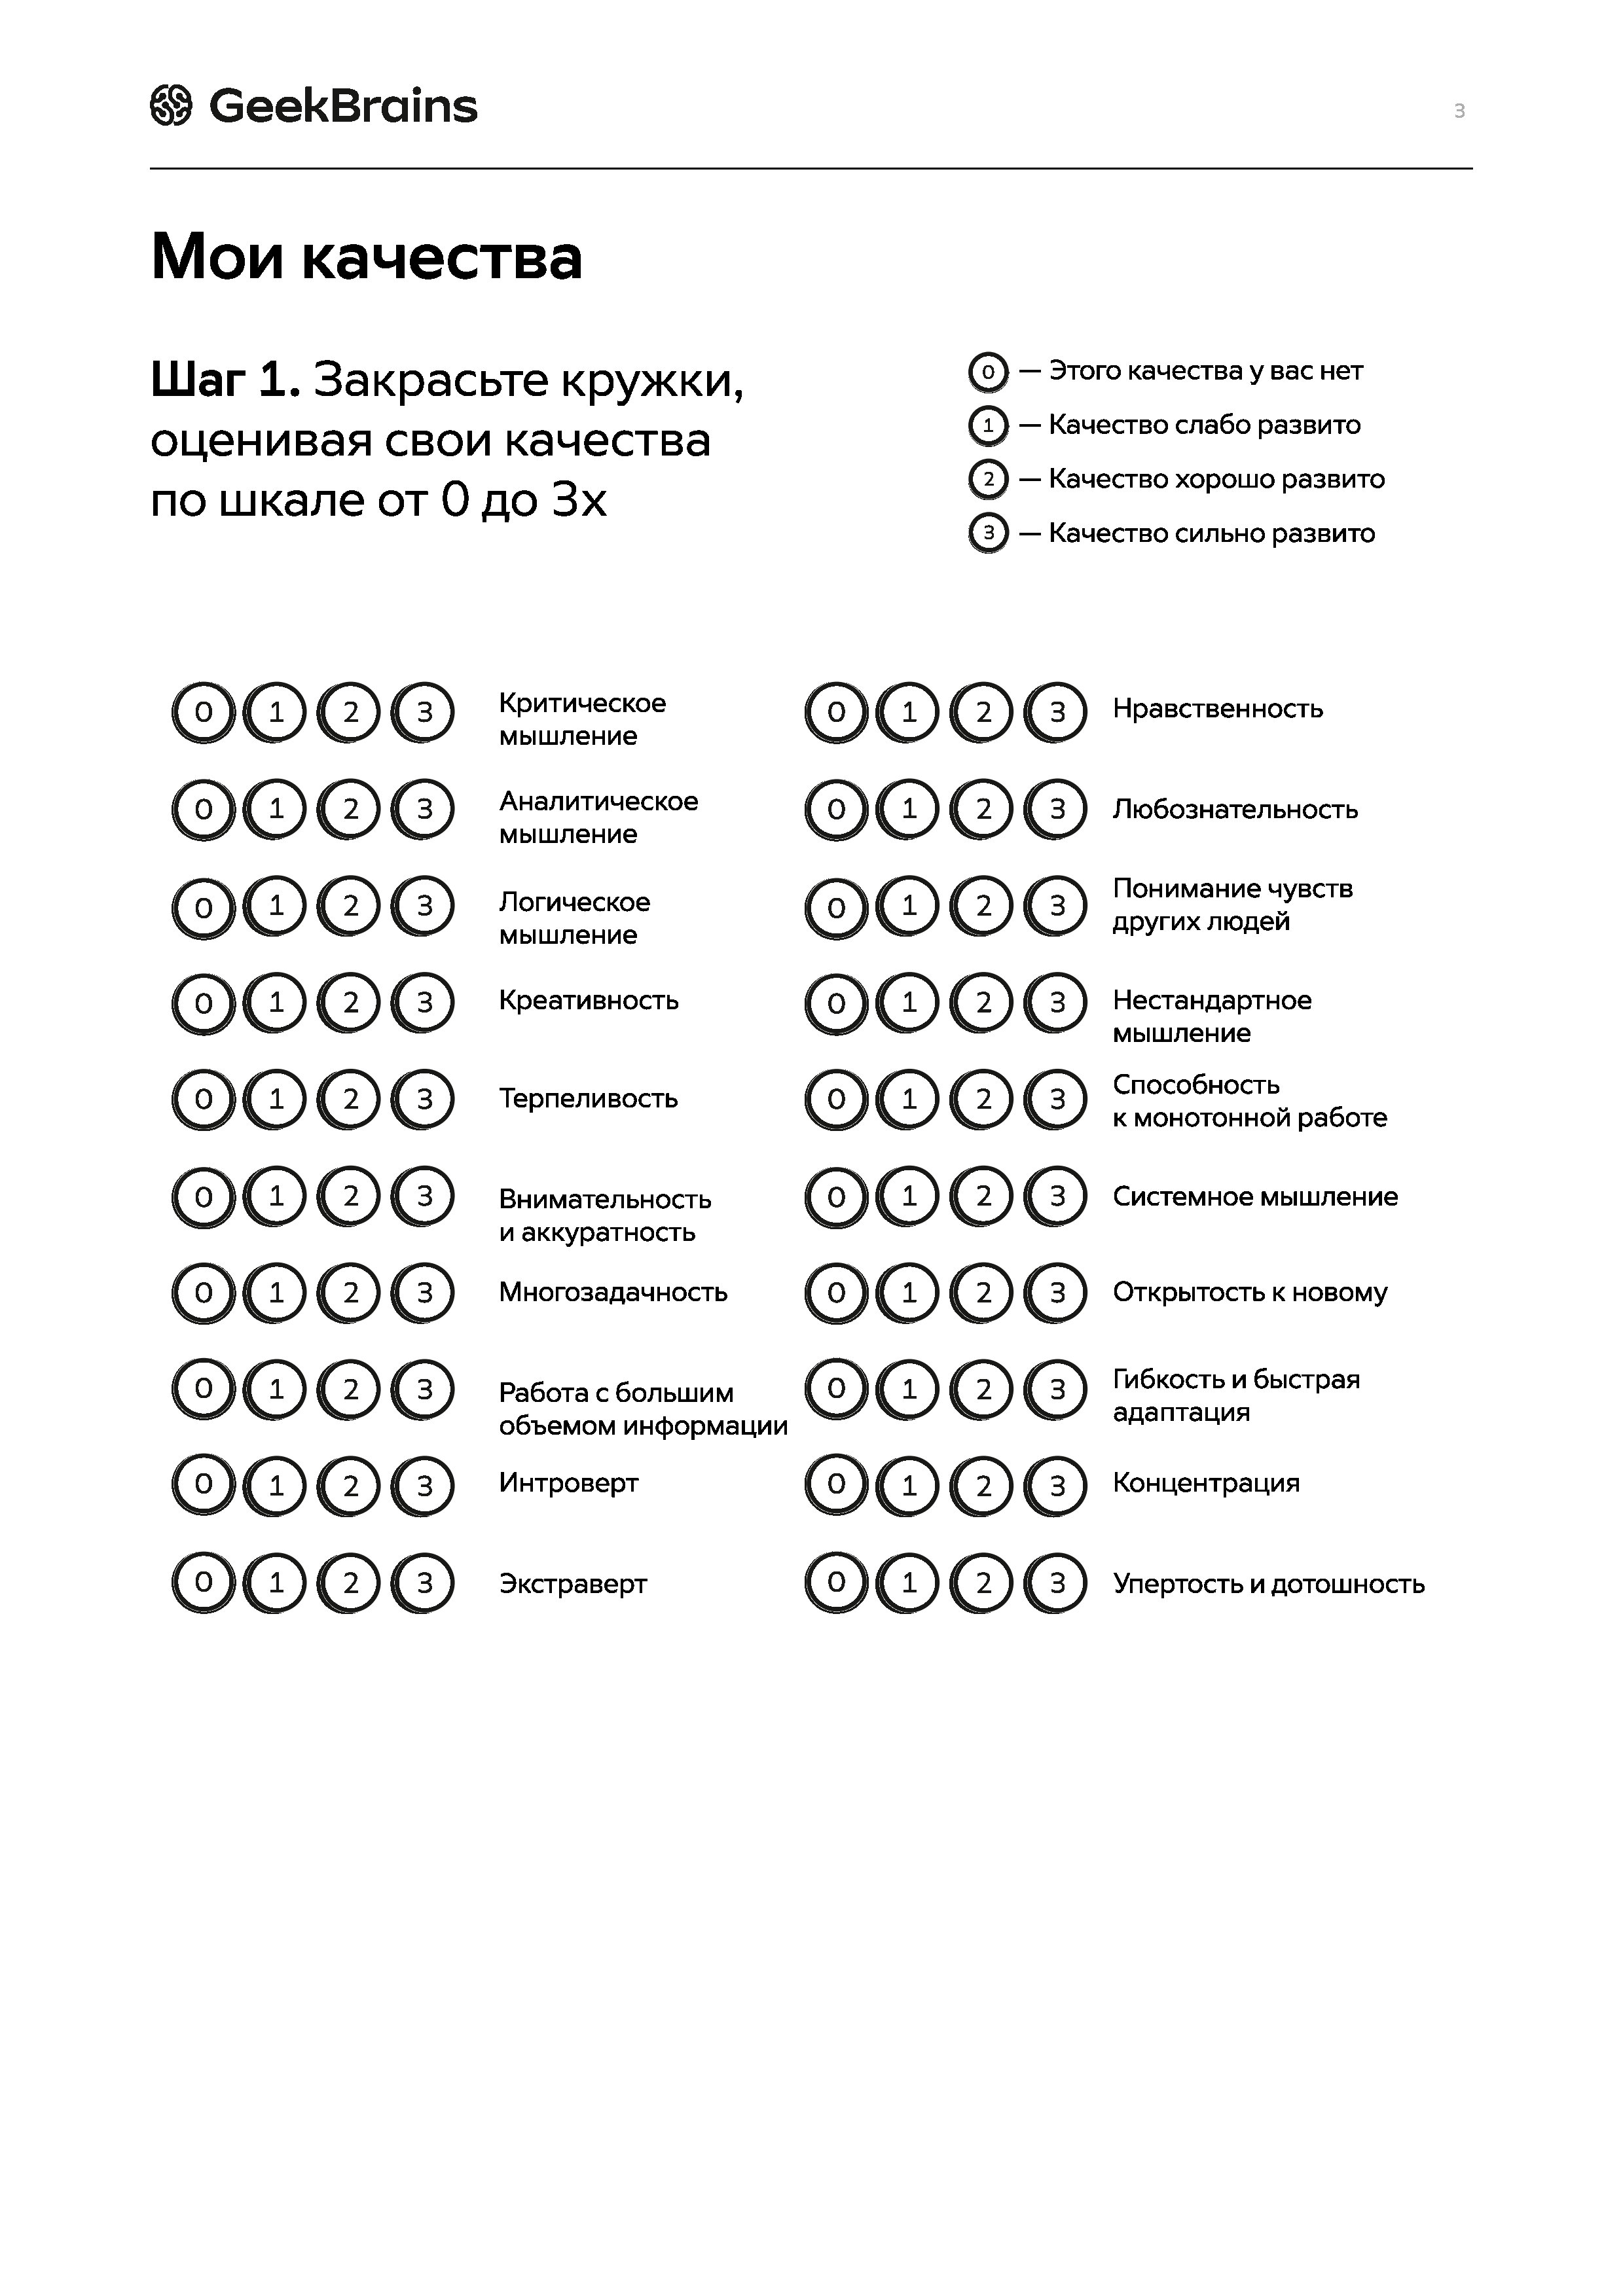 GeekBrains
3
Мои качества
Шаг 1. Закрасьте кружки,
оценивая свои качества
по шкале от 0 до 3х
0 — Этого качества у вас нет
1 — Качество слабо развито
2 — Качество хорошо развито
3 — Качество сильно развито
0 1 2 3 Критическое
мышление
0 1 2 3 Аналитическое
мышление
0 1 2 3 Логическое
мышление
0 1 2 3 Креативность
0 1 2 3 Терпеливость
0 1 2 3 Внимательность
и аккуратность
0 1 2 3 Многозадачность
0 1 2 3 Работа с большим
объемом информации
0 1 2 3 Интроверт
0 1 2 3 Экстраверт
0 1 2 3 Нравственность
0 1 2 3 Любознательность
0 1 2 3 Понимание чувств
других людей
0 1 2 3 Нестандартное
мышление
0 1 2 3 Способность
к монотонной работе
0 1 2 3 Системное мышление
0 1 2 3 Открытость к новому
0 1 2 3 Гибкость и быстрая
адаптация
0 1 2 3 Концентрация
0 1 2 3 Упертость и дотошность